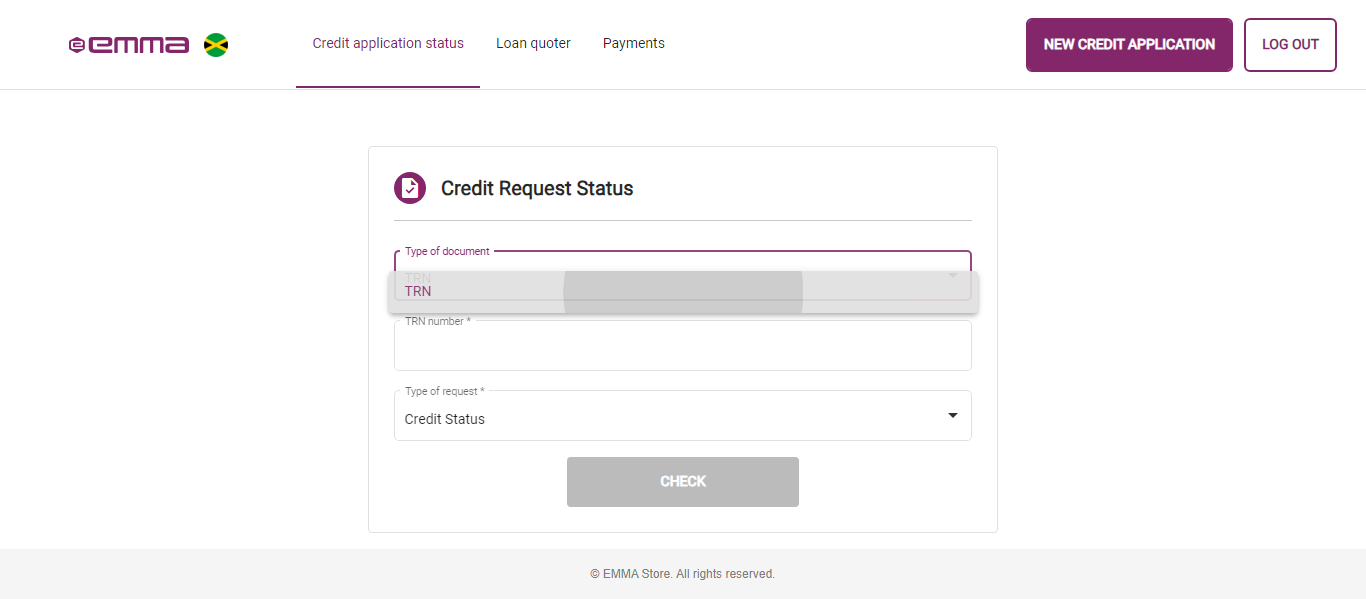 emma
Credit application status
Loan quoter
Payments
NEW CREDIT APPLICATION
LOG OUT
Credit Request Status
Type of document
TRN
TRN
TRN number *
Type of request *
Credit Status
CHECK
© EMMA Store. All rights reserved.